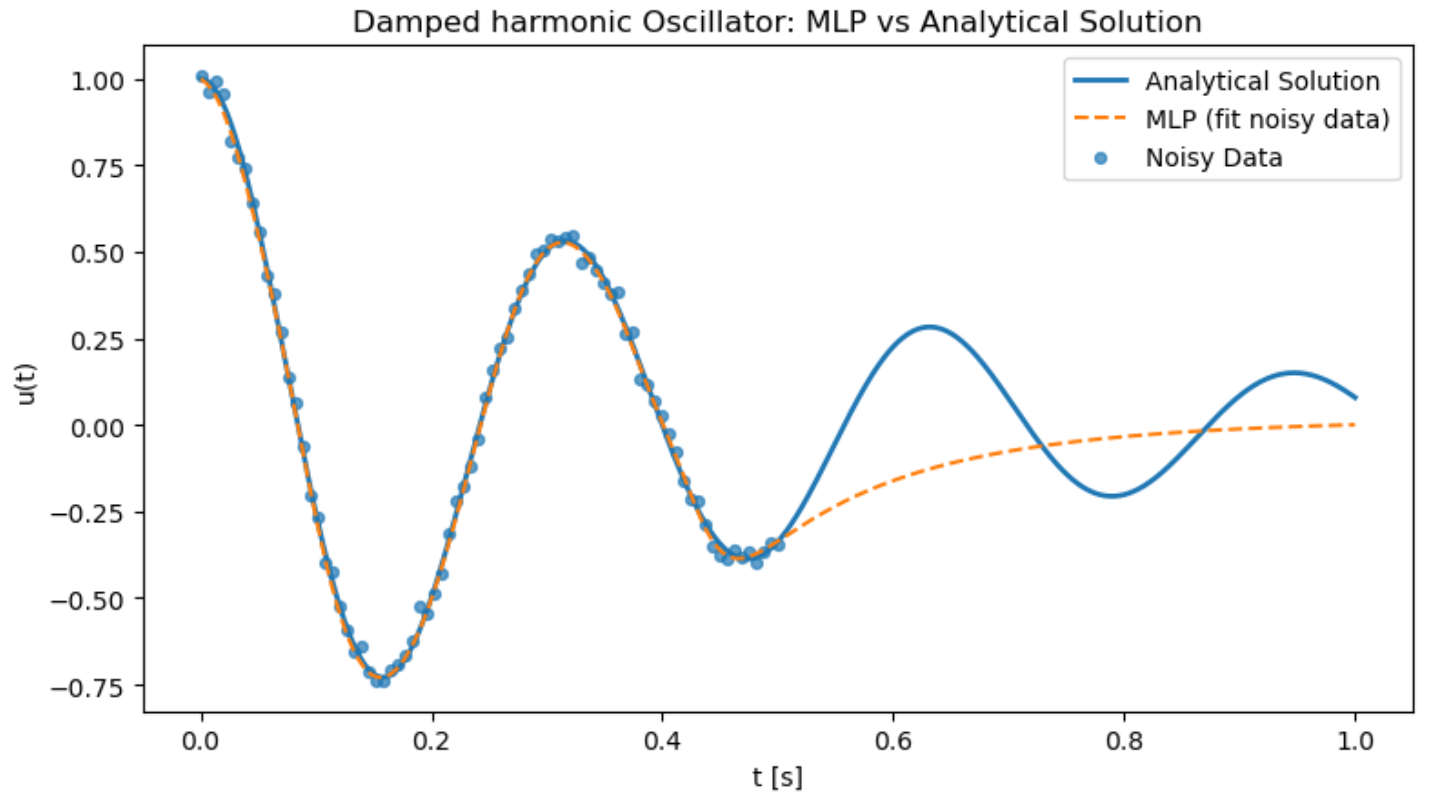 Damped harmonic Oscillator: MLP vs Analytical Solution
Analytical Solution
MLP (fit noisy data)
Noisy Data
u(t)
1.00
0.75
0.50
0.25
0.00
−0.25
−0.50
−0.75
0.0 0.2 0.4 0.6 0.8 1.0
t [s]